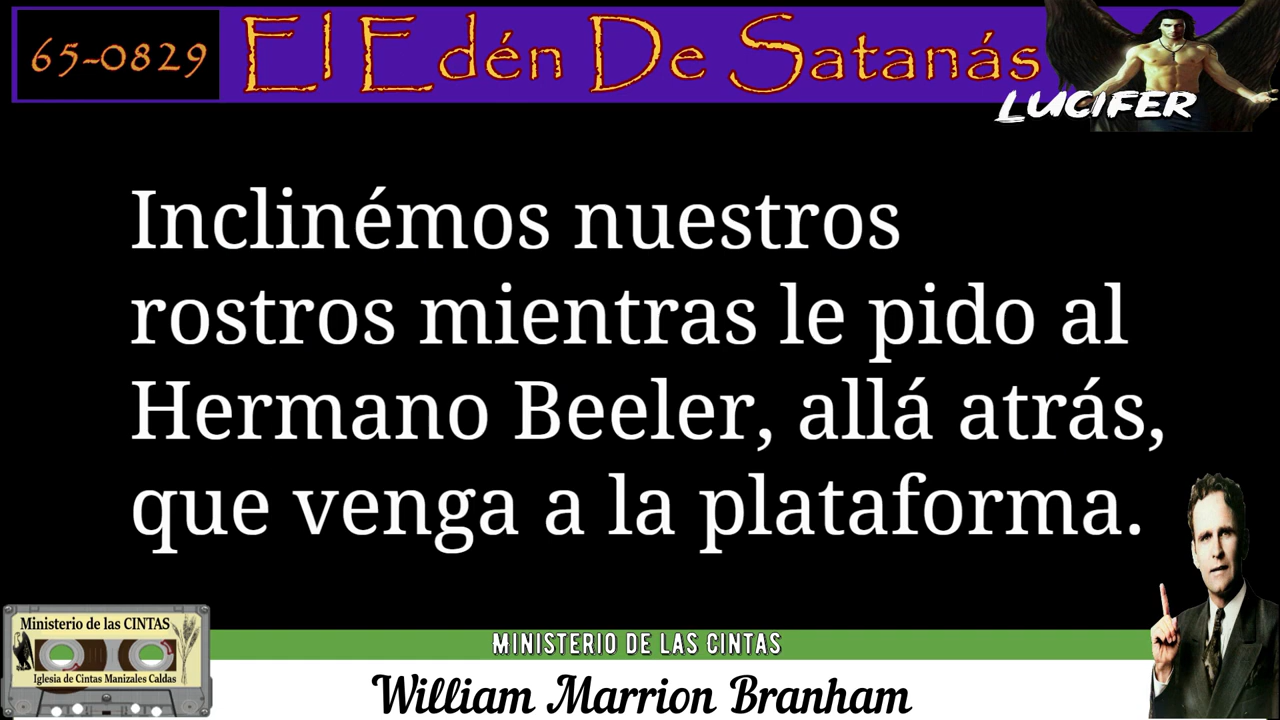 65-0829
El Edén De Satanás
LUCIFER
Inclinémos nuestros
rostros mientras le pido al
Hermano Beeler, allá atrás,
que venga a la plataforma.
Ministerio de las CINTAS
Iglesia de Cintas Manizales Caldas
MINISTERIO DE LAS CINTAS
William Marrion Branham